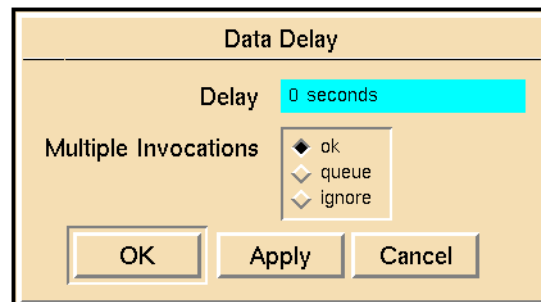 Data Delay
Delay 0 seconds
Multiple Invocations ok
queue
ignore
OK Apply Cancel